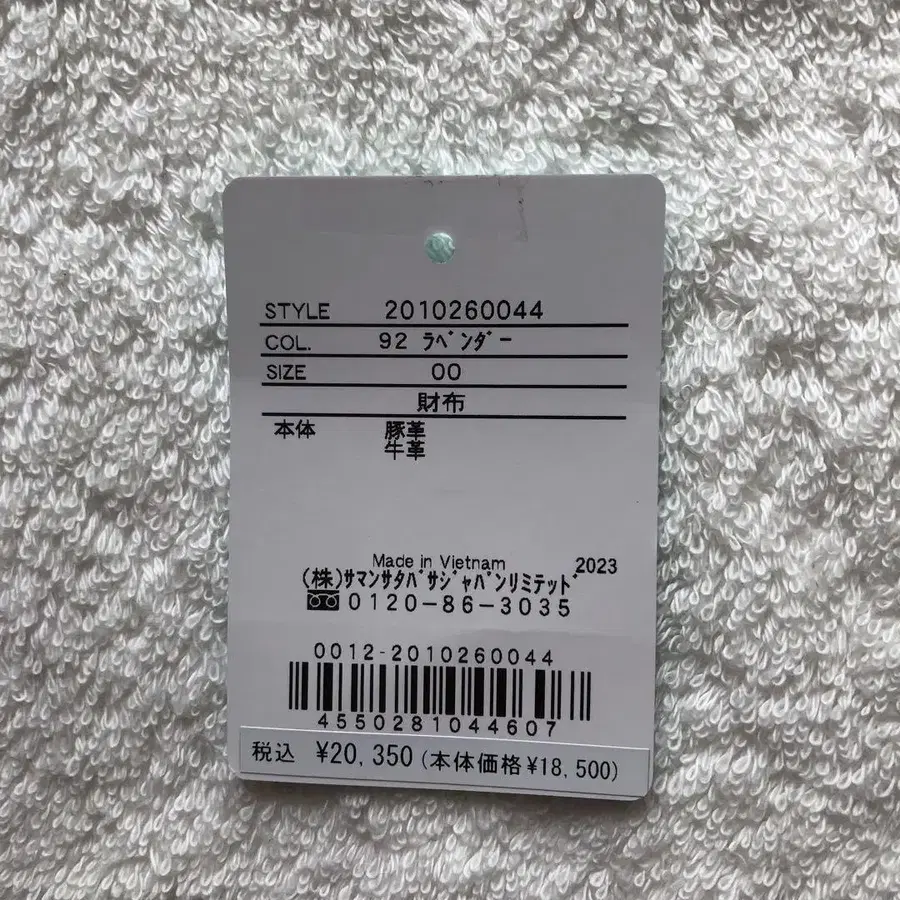 STYLE 2010260044
COL. 92 ﾗﾍﾞﾝﾀﾞｰ
SIZE 00
財布
本体 豚革
牛革
Made in Vietnam 2023
(株)ｻﾏﾝｻﾀﾊﾞｻｼﾞｬﾊﾟﾝﾘﾐﾃｯﾄﾞ
0120-86-3035
0012-2010260044
4550281044607
税込 ¥20,350(本体価格¥18,500)